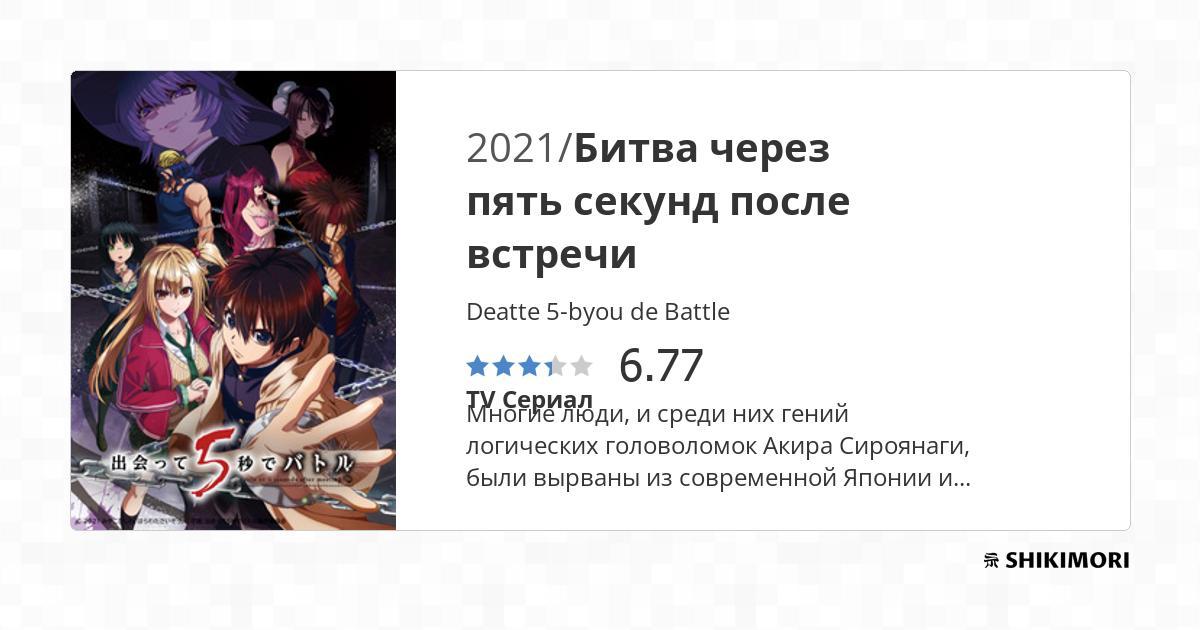 2021/Битва через
пять секунд после
встречи
Deatte 5-byou de Battle
6.77
TV Сериал
Многие люди, и среди них гений
логических головоломок Акира Сироянаги,
были вырваны из современной Японии и...
出会って5秒でバトル
SHIKIMORI